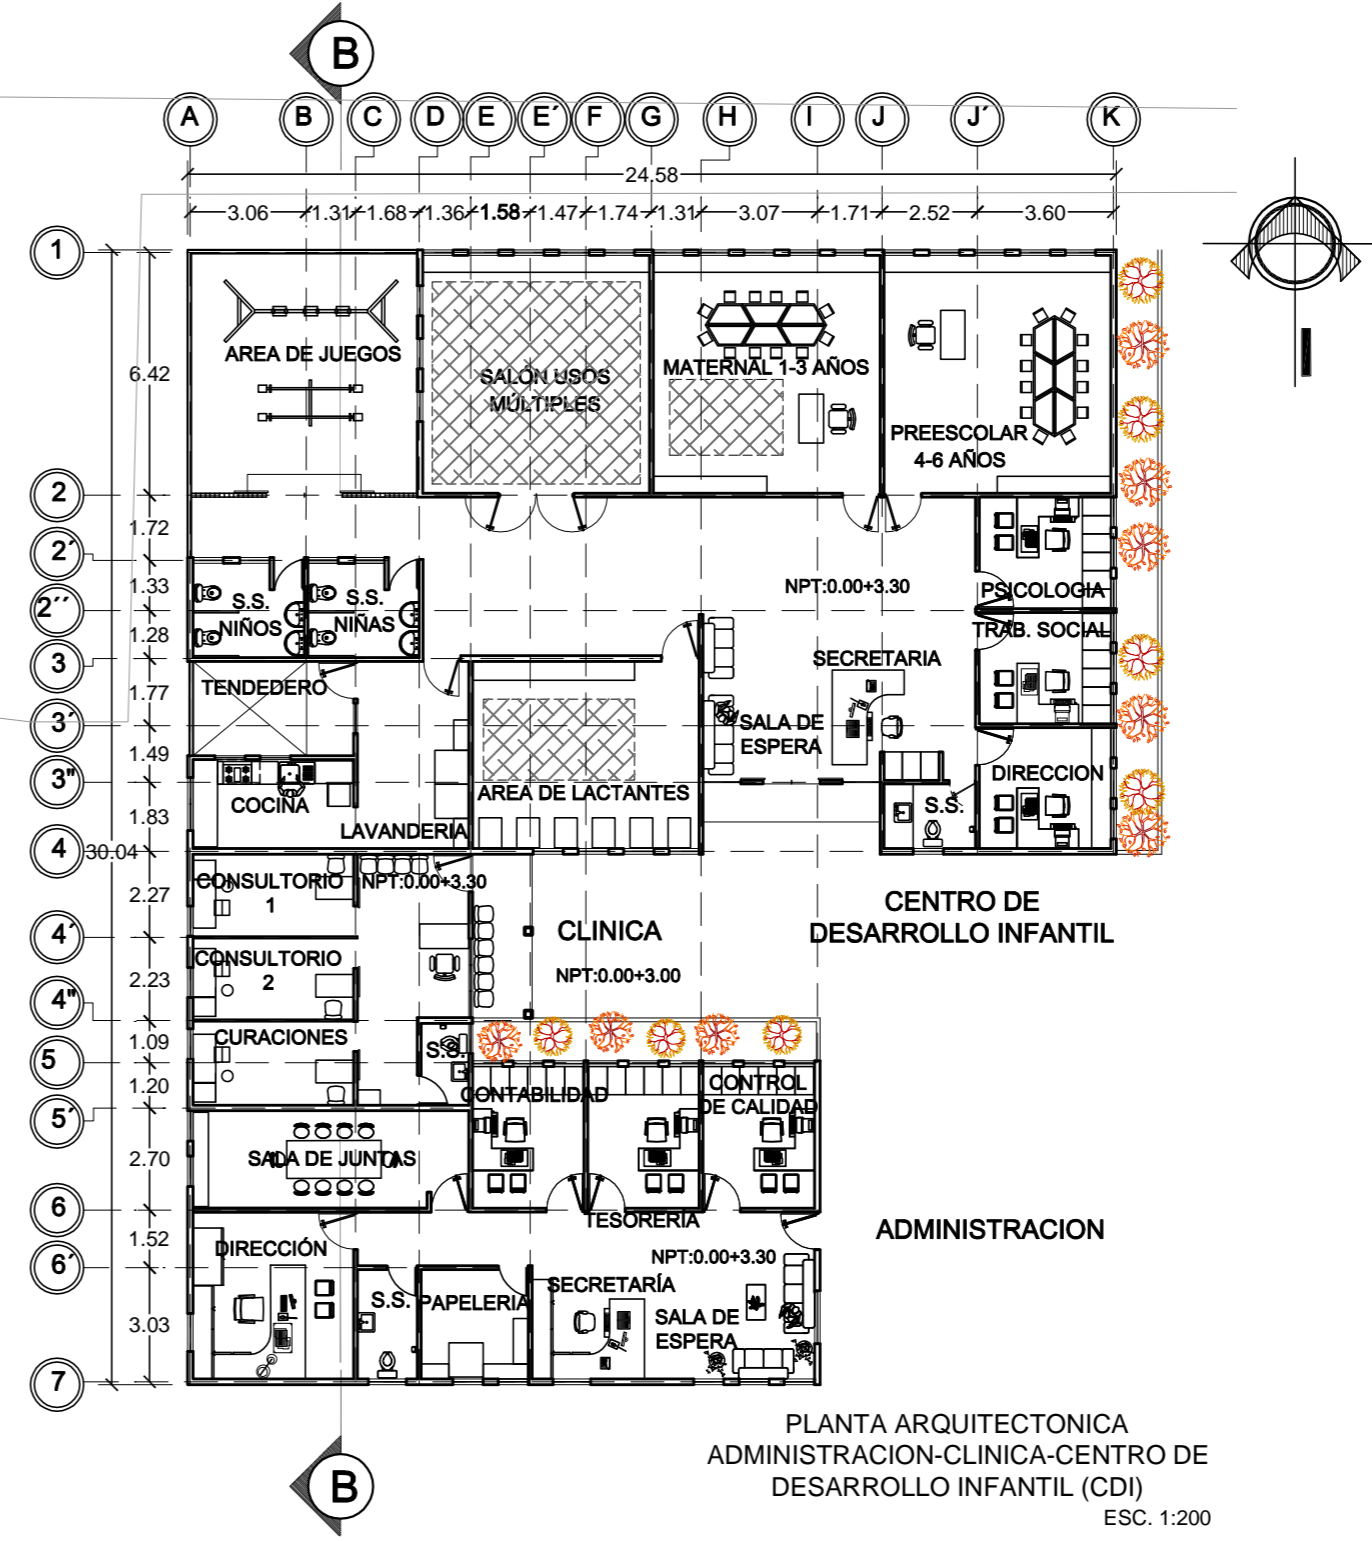 B
A B C D E E´ F G H I J J´ K
24.58
3.06 1.31 1.68 1.36 1.58 1.47 1.74 1.31 3.07 1.71 2.52 3.60
1
6.42
AREA DE JUEGOS
SALÓN USOS
MÚLTIPLES
MATERNAL 1-3 AÑOS
PREESCOLAR
4-6 AÑOS
2
1.72
2´
1.33
2´´
1.28
3
1.77
3´
1.49
3"
1.83
4
30.04
2.27
4´
2.23
4"
1.09
5
1.20
5´
2.70
6
1.52
6´
3.03
7
S.S.
NIÑOS
S.S.
NIÑAS
NPT:0.00+3.30
PSICOLOGIA
TRAB. SOCIAL
SECRETARIA
SALA DE
ESPERA
DIRECCION
S.S.
TENDEDERO
COCINA
LAVANDERIA
AREA DE LACTANTES
CONSULTORIO
1
NPT:0.00+3.30
CLINICA
NPT:0.00+3.00
CENTRO DE
DESARROLLO INFANTIL
CONSULTORIO
2
CURACIONES
S.S.
CONTABILIDAD
CONTROL
DE CALIDAD
SALA DE JUNTAS
TESORERIA
ADMINISTRACION
DIRECCIÓN
NPT:0.00+3.30
S.S.
PAPELERIA
SECRETARÍA
SALA DE
ESPERA
B
PLANTA ARQUITECTONICA
ADMINISTRACION-CLINICA-CENTRO DE
DESARROLLO INFANTIL (CDI)
ESC. 1:200